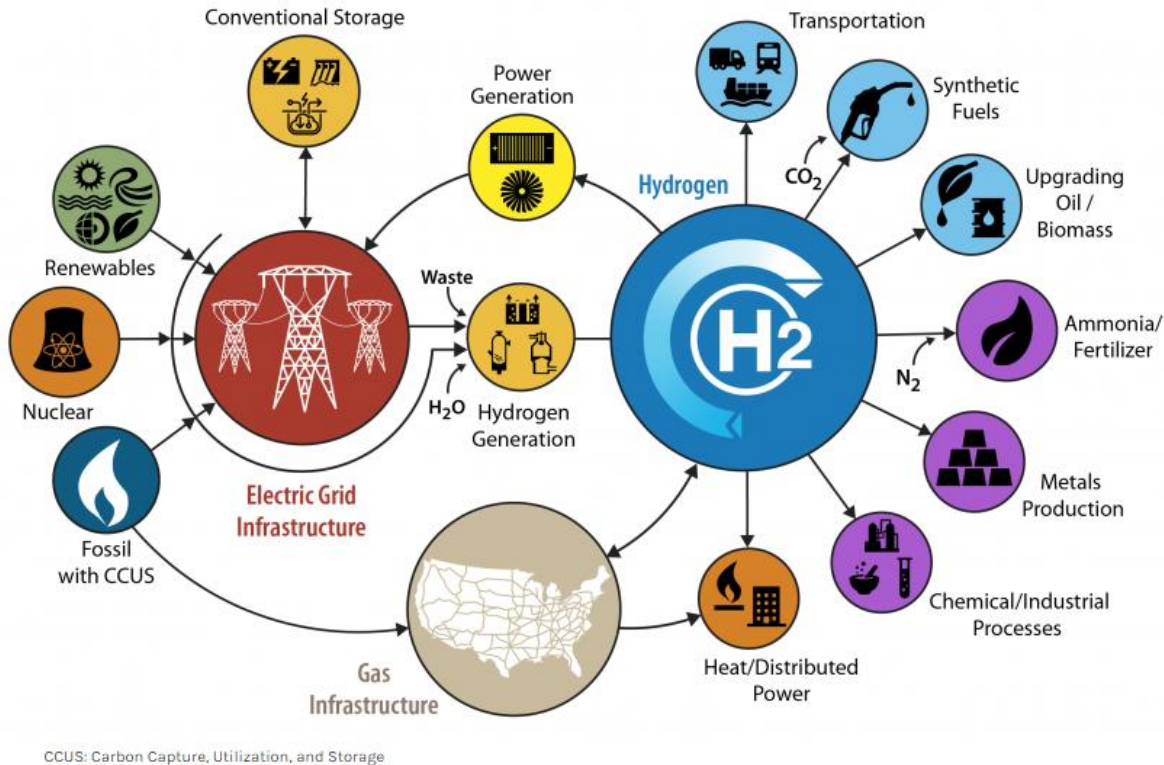 Conventional Storage
Transportation
Power
Generation
Synthetic
Fuels
CO₂
Hydrogen
Upgrading
Oil /
Biomass
Renewables
Waste
H2
Ammonia/
Fertilizer
N₂
Nuclear
H₂O
Hydrogen
Generation
Metals
Production
Electric Grid
Infrastructure
Fossil
with CCUS
Chemical/Industrial
Processes
Gas
Infrastructure
Heat/Distributed
Power
CCUS: Carbon Capture, Utilization, and Storage